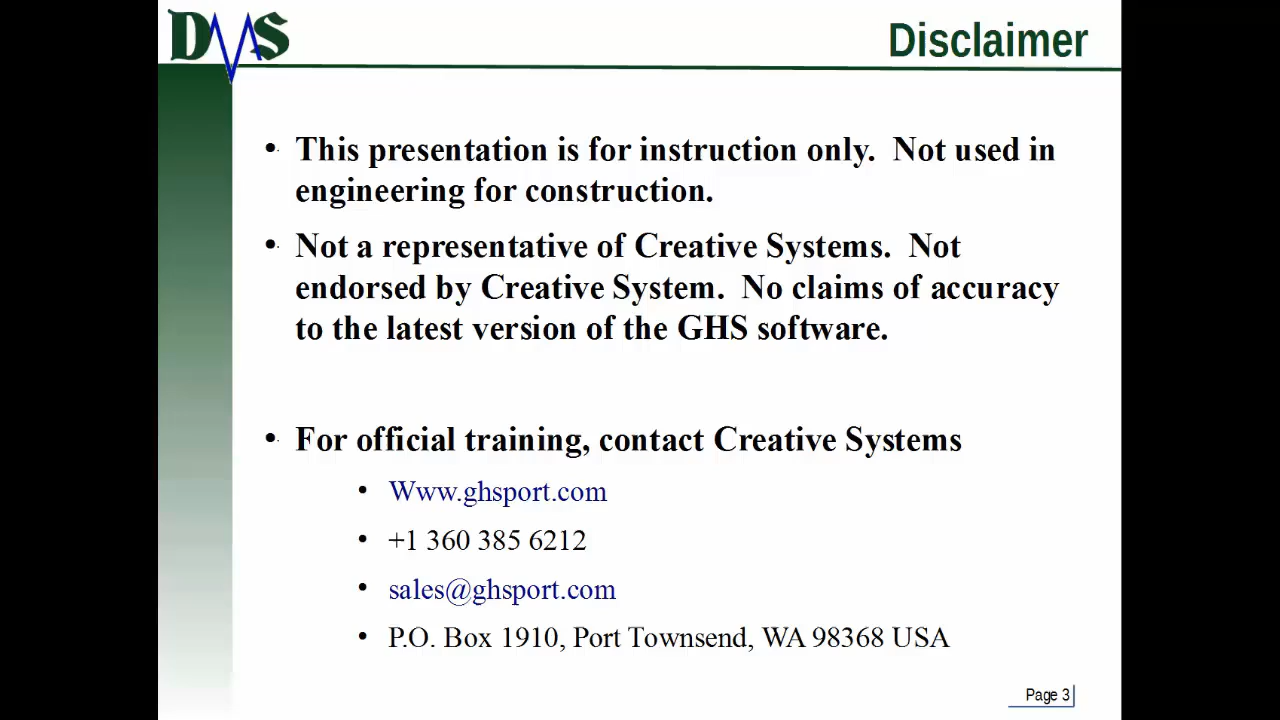 DMS
Disclaimer
• This presentation is for instruction only.  Not used in
engineering for construction.
• Not a representative of Creative Systems.  Not
endorsed by Creative System.  No claims of accuracy
to the latest version of the GHS software.
• For official training, contact Creative Systems
• Www.ghsport.com
• +1 360 385 6212
• sales@ghsport.com
• P.O. Box 1910, Port Townsend, WA 98368 USA
Page 3